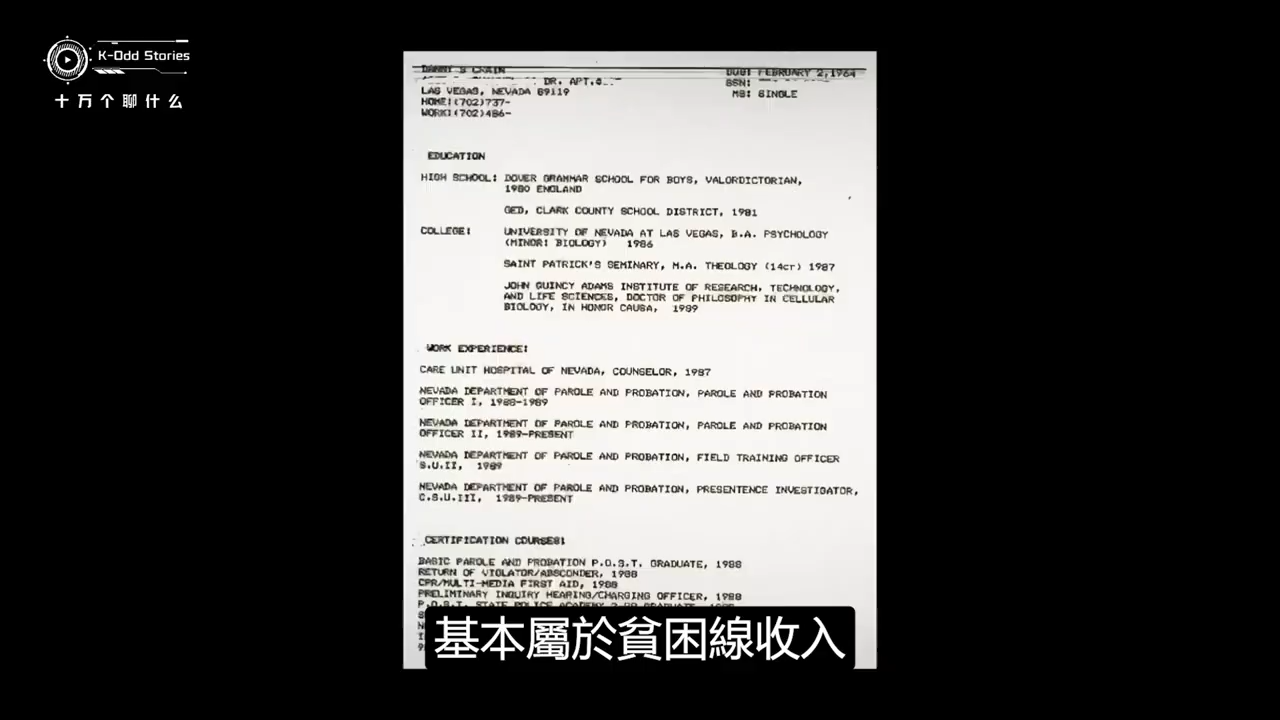 K-Odd Stories
十万个聊什么
DR. APT.
LAS VEGAS, NEVADA 89119
HOME:(702)737-
WORK:(702)486-
DOB: FEBRUARY 2,1964
SSN:
MS: SINGLE
EDUCATION
HIGH SCHOOL: DOVER GRAMMAR SCHOOL FOR BOYS, VALORDICTORIAN,
1980 ENGLAND
GED, CLARK COUNTY SCHOOL DISTRICT, 1981
COLLEGE: UNIVERSITY OF NEVADA AT LAS VEGAS, B.A. PSYCHOLOGY
(MINOR: BIOLOGY) 1986
SAINT PATRICK'S SEMINARY, M.A. THEOLOGY (14cr) 1987
JOHN QUINCY ADAMS INSTITUTE OF RESEARCH, TECHNOLOGY,
AND LIFE SCIENCES, DOCTOR OF PHILOSOPHY IN CELLULAR
BIOLOGY, IN HONOR CAUSA, 1989
WORK EXPERIENCE:
CARE UNIT HOSPITAL OF NEVADA, COUNSELOR, 1987
NEVADA DEPARTMENT OF PAROLE AND PROBATION, PAROLE AND PROBATION
OFFICER I, 1988-1989
NEVADA DEPARTMENT OF PAROLE AND PROBATION, PAROLE AND PROBATION
OFFICER II, 1989-PRESENT
NEVADA DEPARTMENT OF PAROLE AND PROBATION, FIELD TRAINING OFFICER
S.U.II, 1989
NEVADA DEPARTMENT OF PAROLE AND PROBATION, PRESENTENCE INVESTIGATOR,
C.S.U.III, 1989-PRESENT
CERTIFICATION COURSES:
BASIC PAROLE AND PROBATION P.O.S.T. GRADUATE, 1988
RETURN OF VIOLATOR/ABSCONDER, 1988
CPR/MULTI-MEDIA FIRST AID, 1988
PRELIMINARY INQUIRY HEARING/CHARGING OFFICER, 1988
P.O.S.T. STATE POLICE ACADEMY
基本屬於貧困線收入